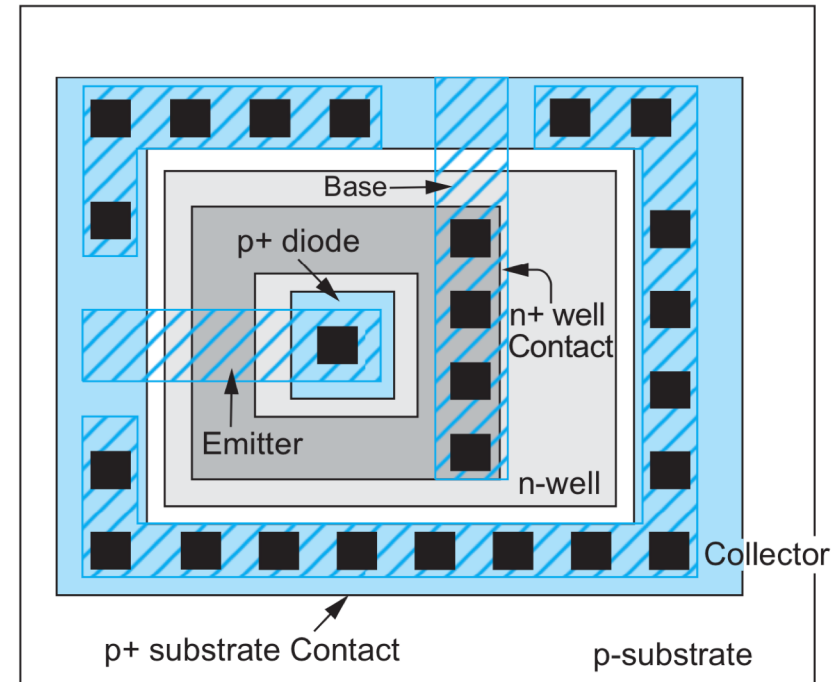 Base
p+ diode
n+ well
Contact
Emitter
n-well
Collector
p+ substrate Contact
p-substrate